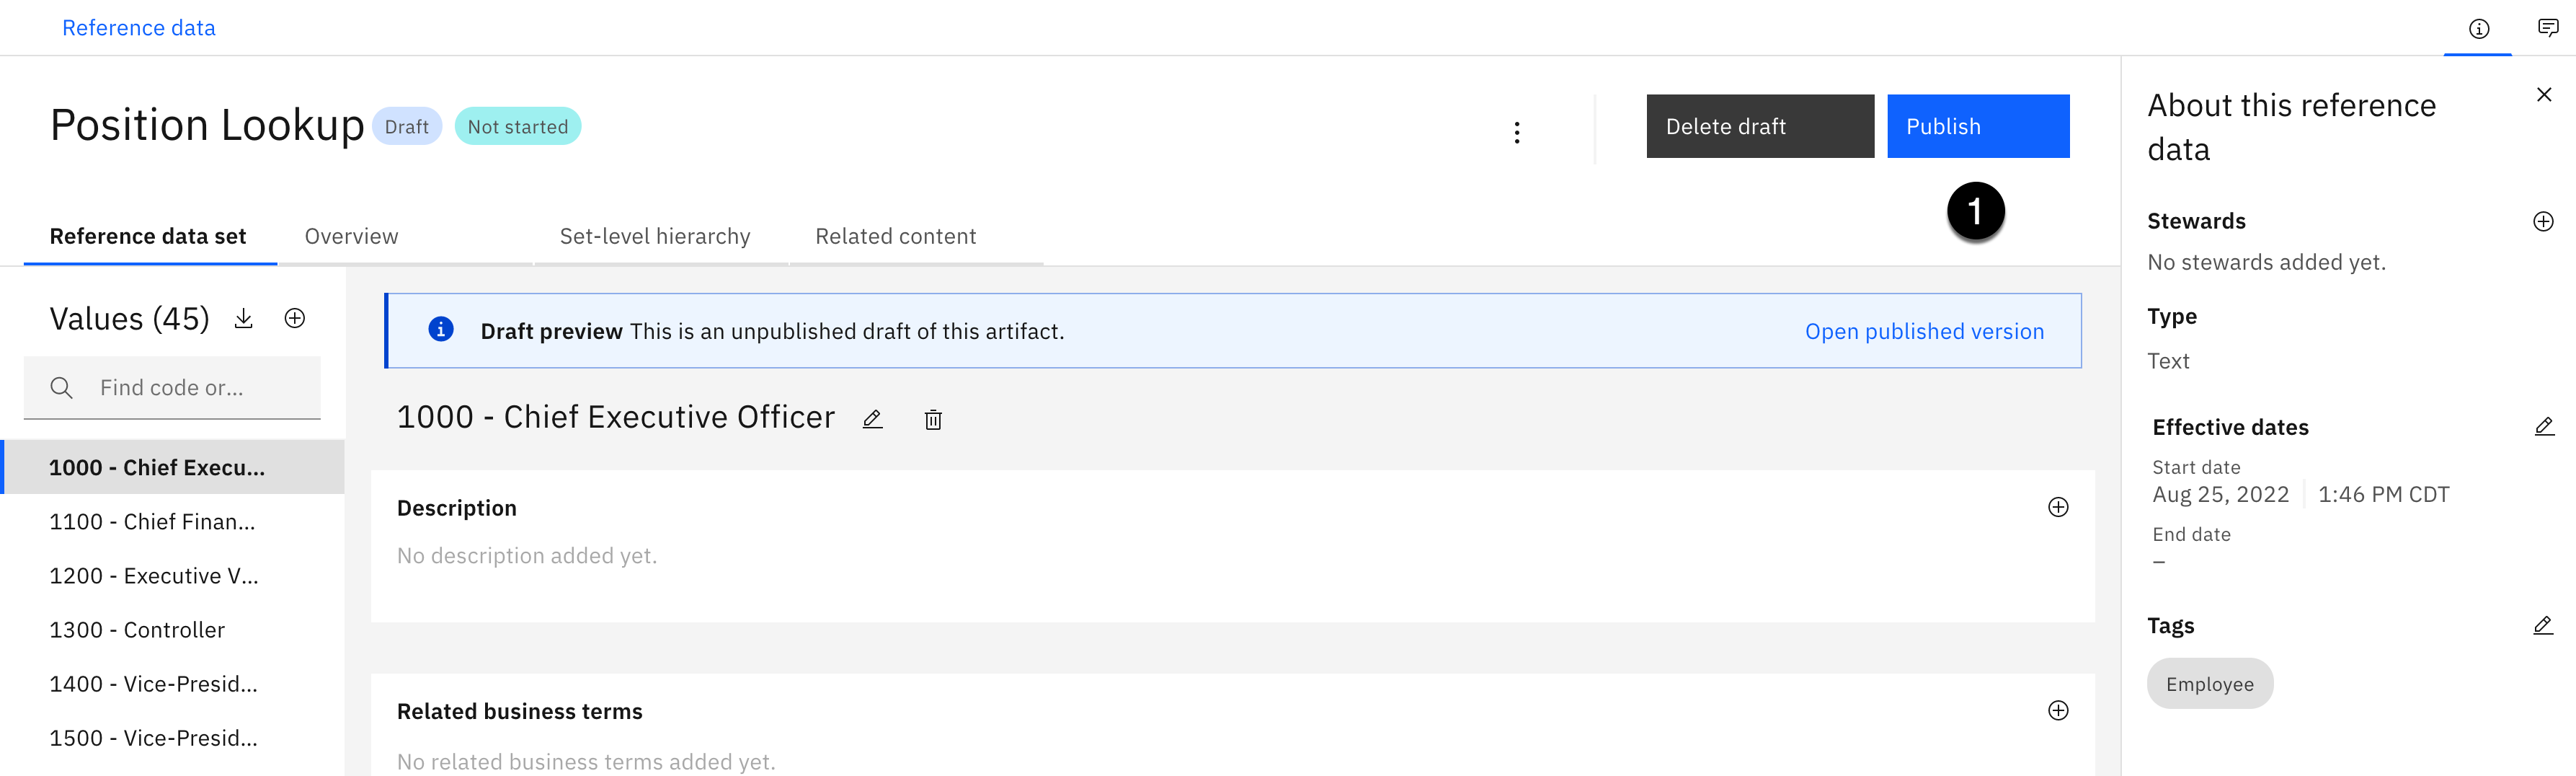 Reference data
Position Lookup Draft Not started
Delete draft Publish
1
Reference data set Overview Set-level hierarchy Related content
Values (45)
Find code or...
1000 - Chief Execu...
1100 - Chief Finan...
1200 - Executive V...
1300 - Controller
1400 - Vice-Presid...
1500 - Vice-Presid...
Draft preview This is an unpublished draft of this artifact. Open published version
1000 - Chief Executive Officer
Description
No description added yet.
Related business terms
No related business terms added yet.
About this reference
data
Stewards
No stewards added yet.
Type
Text
Effective dates
Start date
Aug 25, 2022 1:46 PM CDT
End date
–
Tags
Employee